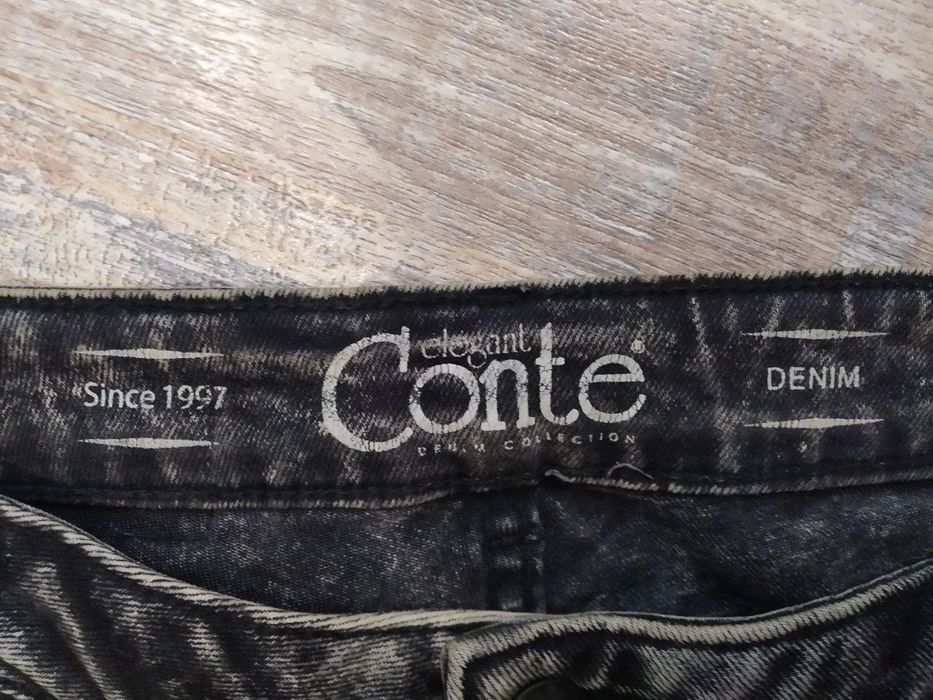 Since 1997
elegant
Conte®
DENIM COLLECTION
DENIM